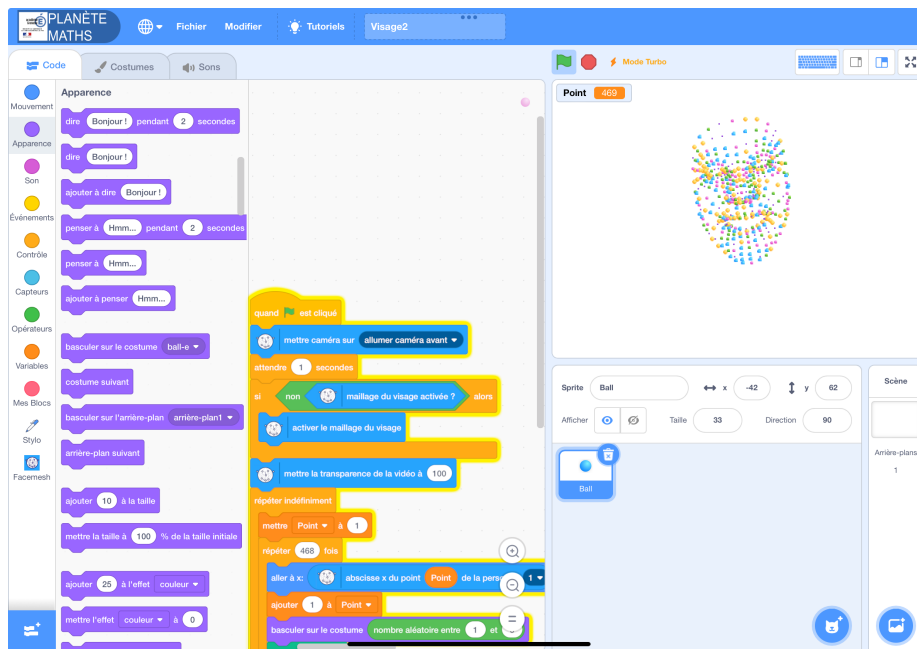 PLANÈTE
MATHS
Fichier
Modifier
Tutoriels
Visage2
Code
Costumes
Sons
Mode Turbo
Mouvement
Apparence
Son
Événements
Contrôle
Capteurs
Opérateurs
Variables
Mes Blocs
Stylo
Facemesh
Apparence
dire Bonjour ! pendant 2 secondes
dire Bonjour !
ajouter à dire Bonjour !
penser à Hmm... pendant 2 secondes
penser à Hmm...
ajouter à penser Hmm...
basculer sur le costume ball-e
costume suivant
basculer sur l'arrière-plan arrière-plan1
arrière-plan suivant
ajouter 10 à la taille
mettre la taille à 100 % de la taille initiale
ajouter 25 à l'effet couleur
mettre l'effet couleur à 0
quand est cliqué
mettre caméra sur allumer caméra avant
attendre 1 secondes
si non maillage du visage activée ? alors
activer le maillage du visage
mettre la transparence de la vidéo à 100
répéter indéfiniment
mettre Point à 1
répéter 468 fois
aller à x: abscisse x du point Point de la 1
ajouter 1 à Point
basculer sur le costume nombre aléatoire entre 1 et
Point 469
Sprite Ball x -42 y 62
Afficher Taille 33 Direction 90
Ball
Scène
Arrière-plans
1